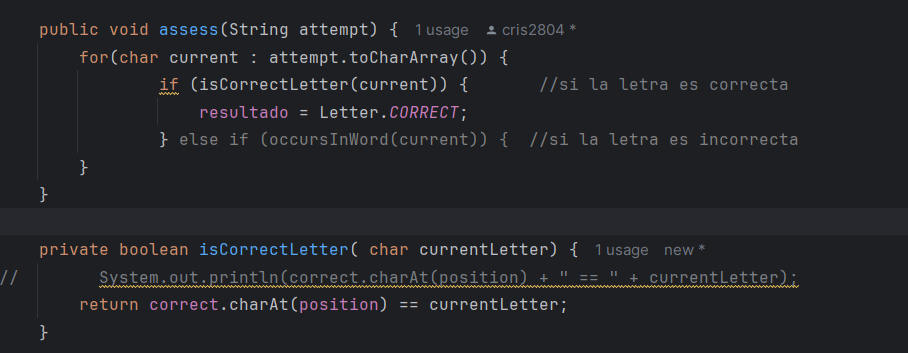 public void assess(String attempt) { 1 usage cris2804 *
for(char current : attempt.toCharArray()) {
if (isCorrectLetter(current)) { //si la letra es correcta
resultado = Letter.CORRECT;
} else if (occursInWord(current)) { //si la letra es incorrecta
}
}
private boolean isCorrectLetter( char currentLetter) { 1 usage new *
// System.out.println(correct.charAt(position) + " == " + currentLetter);
return correct.charAt(position) == currentLetter;
}